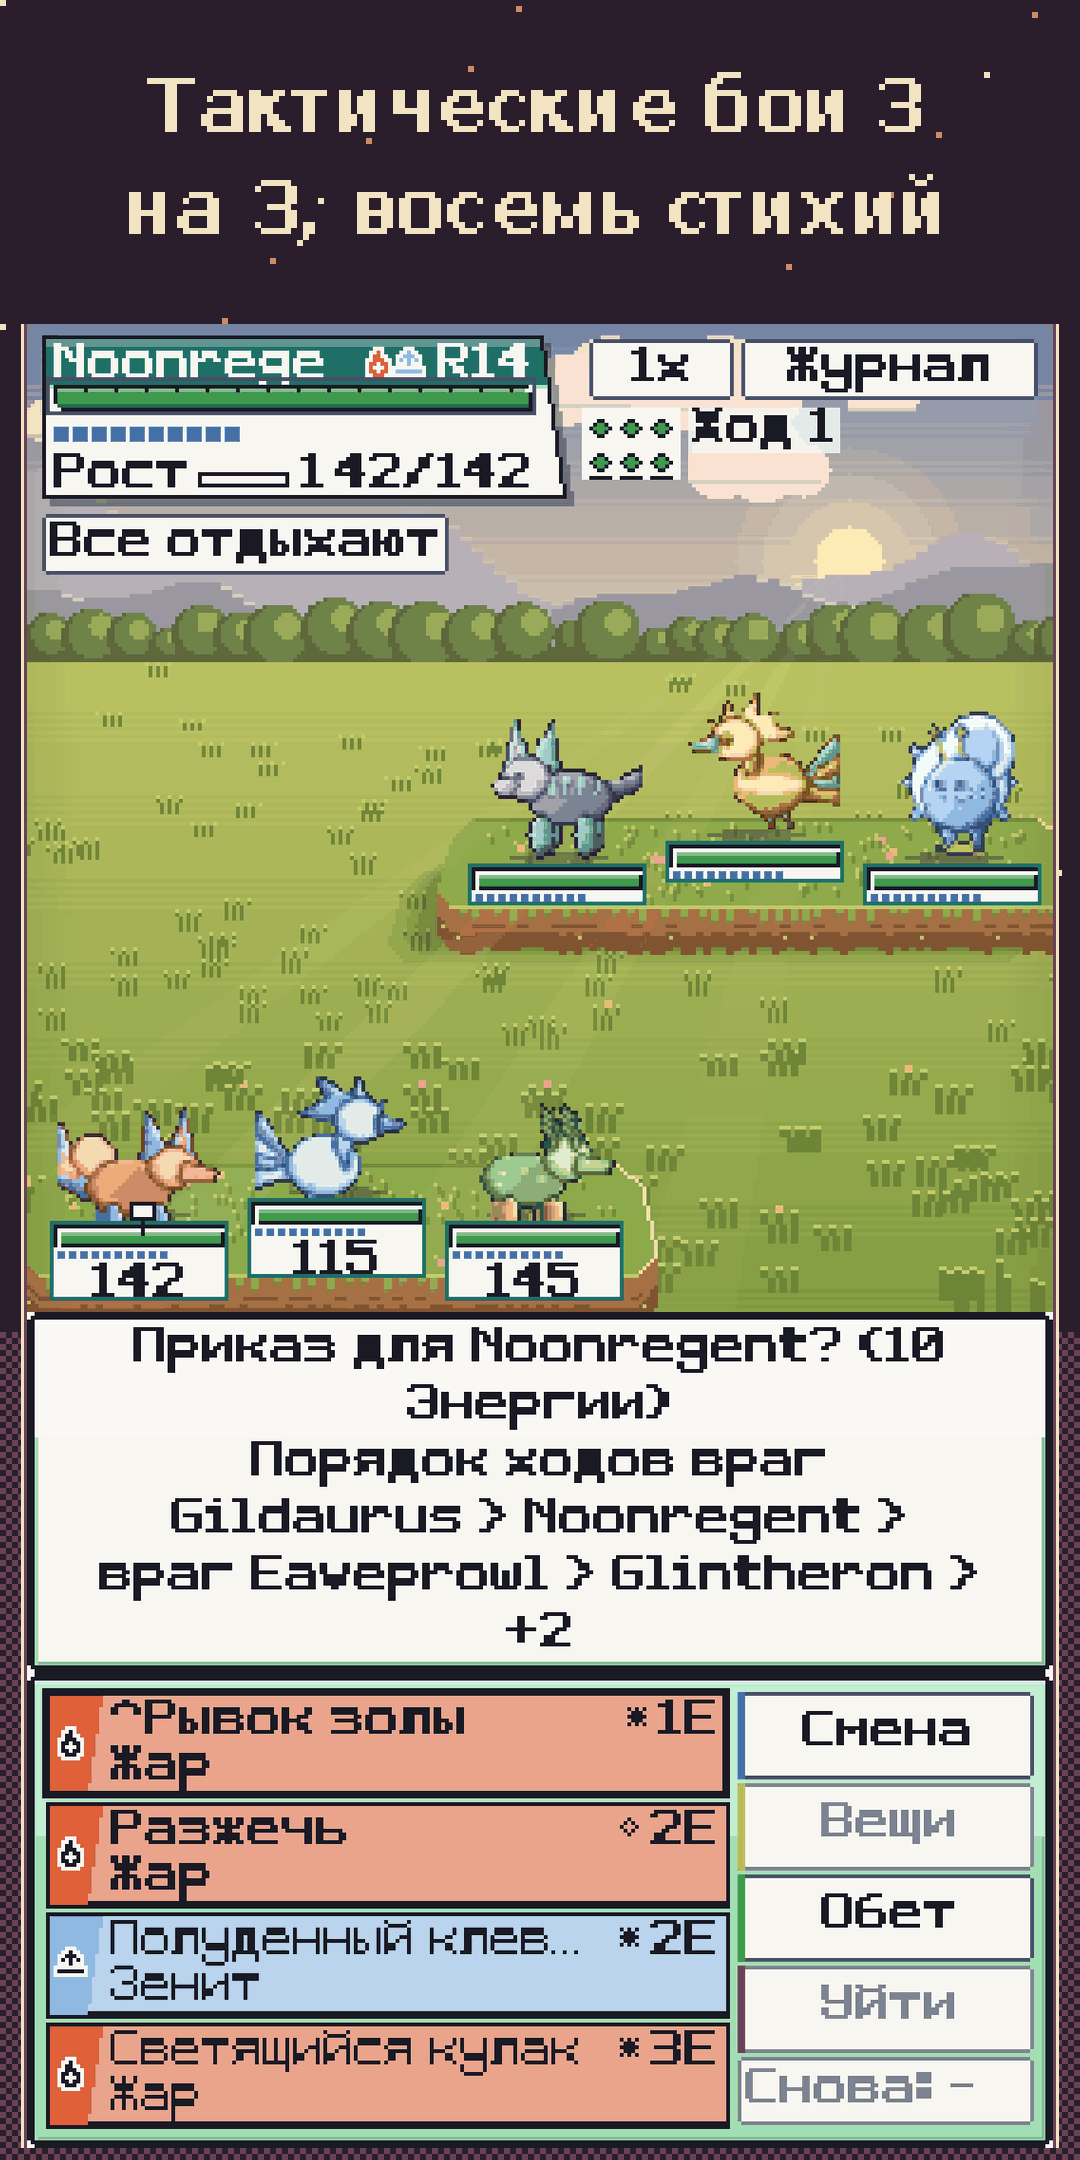 Тактические бои 3
на 3, восемь стихий
Noonrege R14
1x
Журнал
Ход 1
Рост 142/142
Все отдыхают
142
115
145
Приказ для Noonregent? (10
Энергии)
Порядок ходов враг
Gildaurus > Noonregent >
враг Eaveprowl > Glintheron >
+2
^Рывок золы *1E
Жар
Разжечь ◇2E
Жар
Полуденный клев... *2E
Зенит
Светящийся кулак *3E
Жар
Смена
Вещи
Обет
Уйти
Снова: -